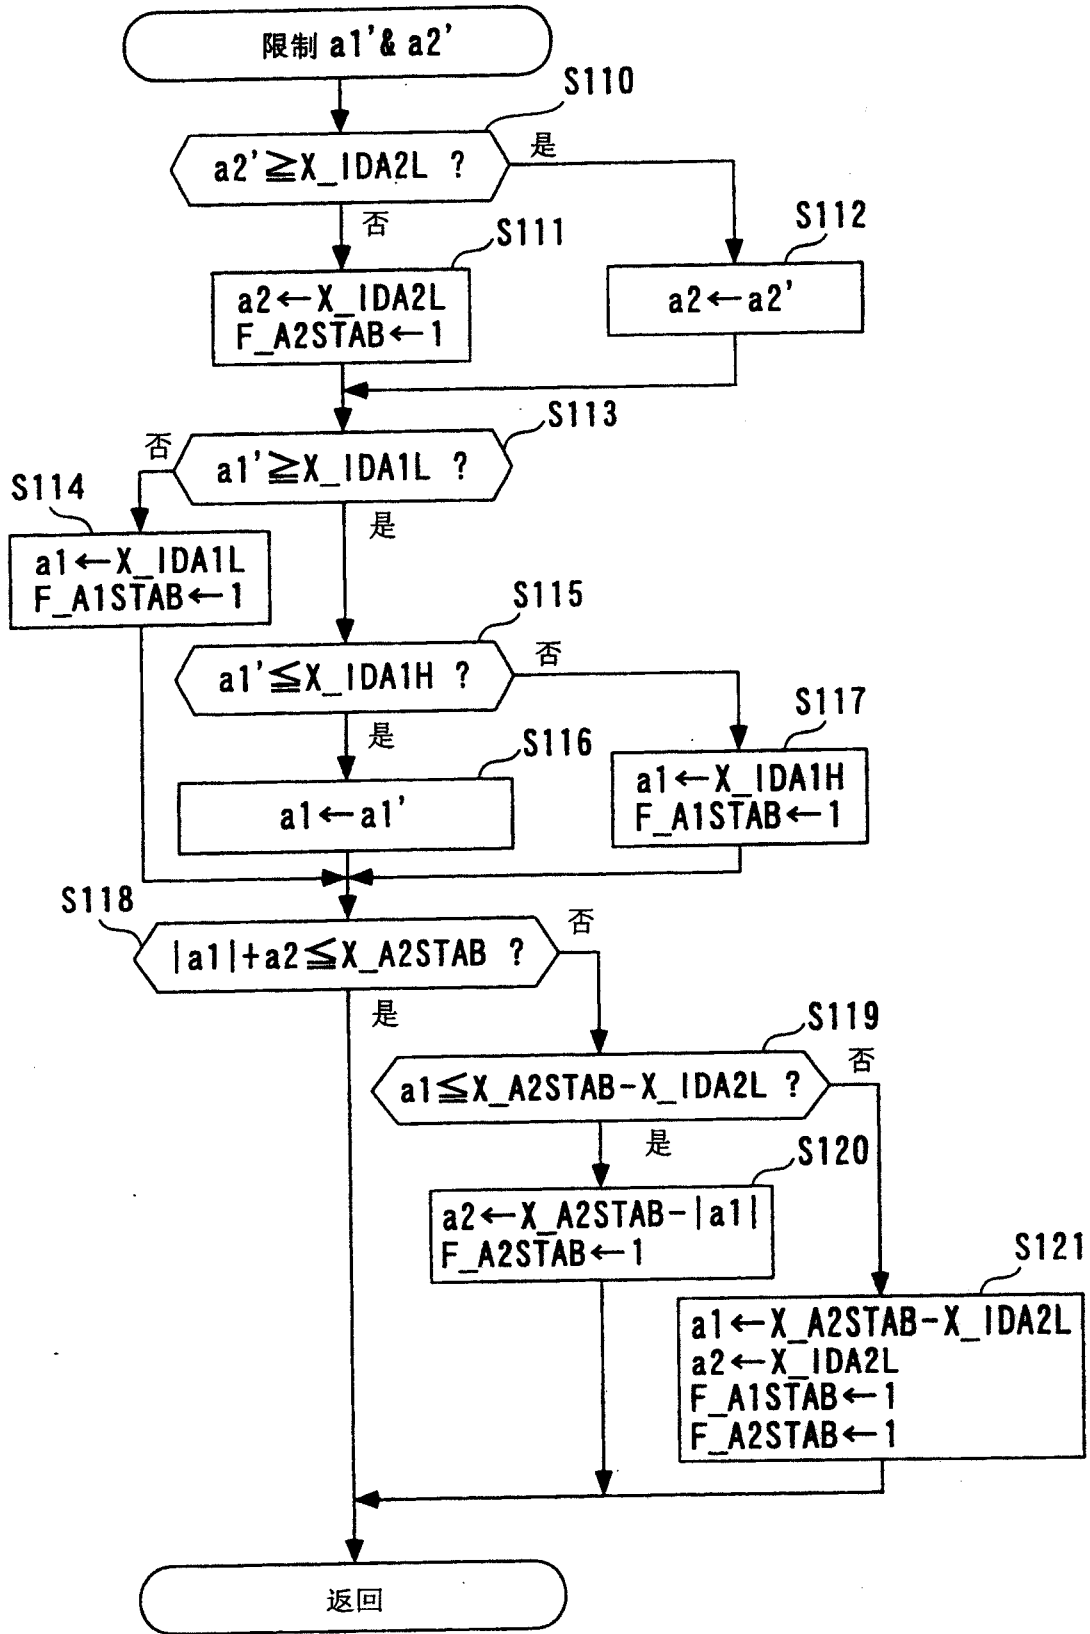 限制 a1'& a2'
S110
a2'≧X_IDA2L ?
是
否
S111
a2←X_IDA2L
F_A2STAB←1
S112
a2←a2'
S113
a1'≧X_IDA1L ?
否
是
S114
a1←X_IDA1L
F_A1STAB←1
S115
a1'≦X_IDA1H ?
否
是
S116
a1←a1'
S117
a1←X_IDA1H
F_A1STAB←1
S118
|a1|+a2≦X_A2STAB ?
否
是
S119
a1≦X_A2STAB-X_IDA2L ?
否
是
S120
a2←X_A2STAB-|a1|
F_A2STAB←1
S121
a1←X_A2STAB-X_IDA2L
a2←X_IDA2L
F_A1STAB←1
F_A2STAB←1
返回